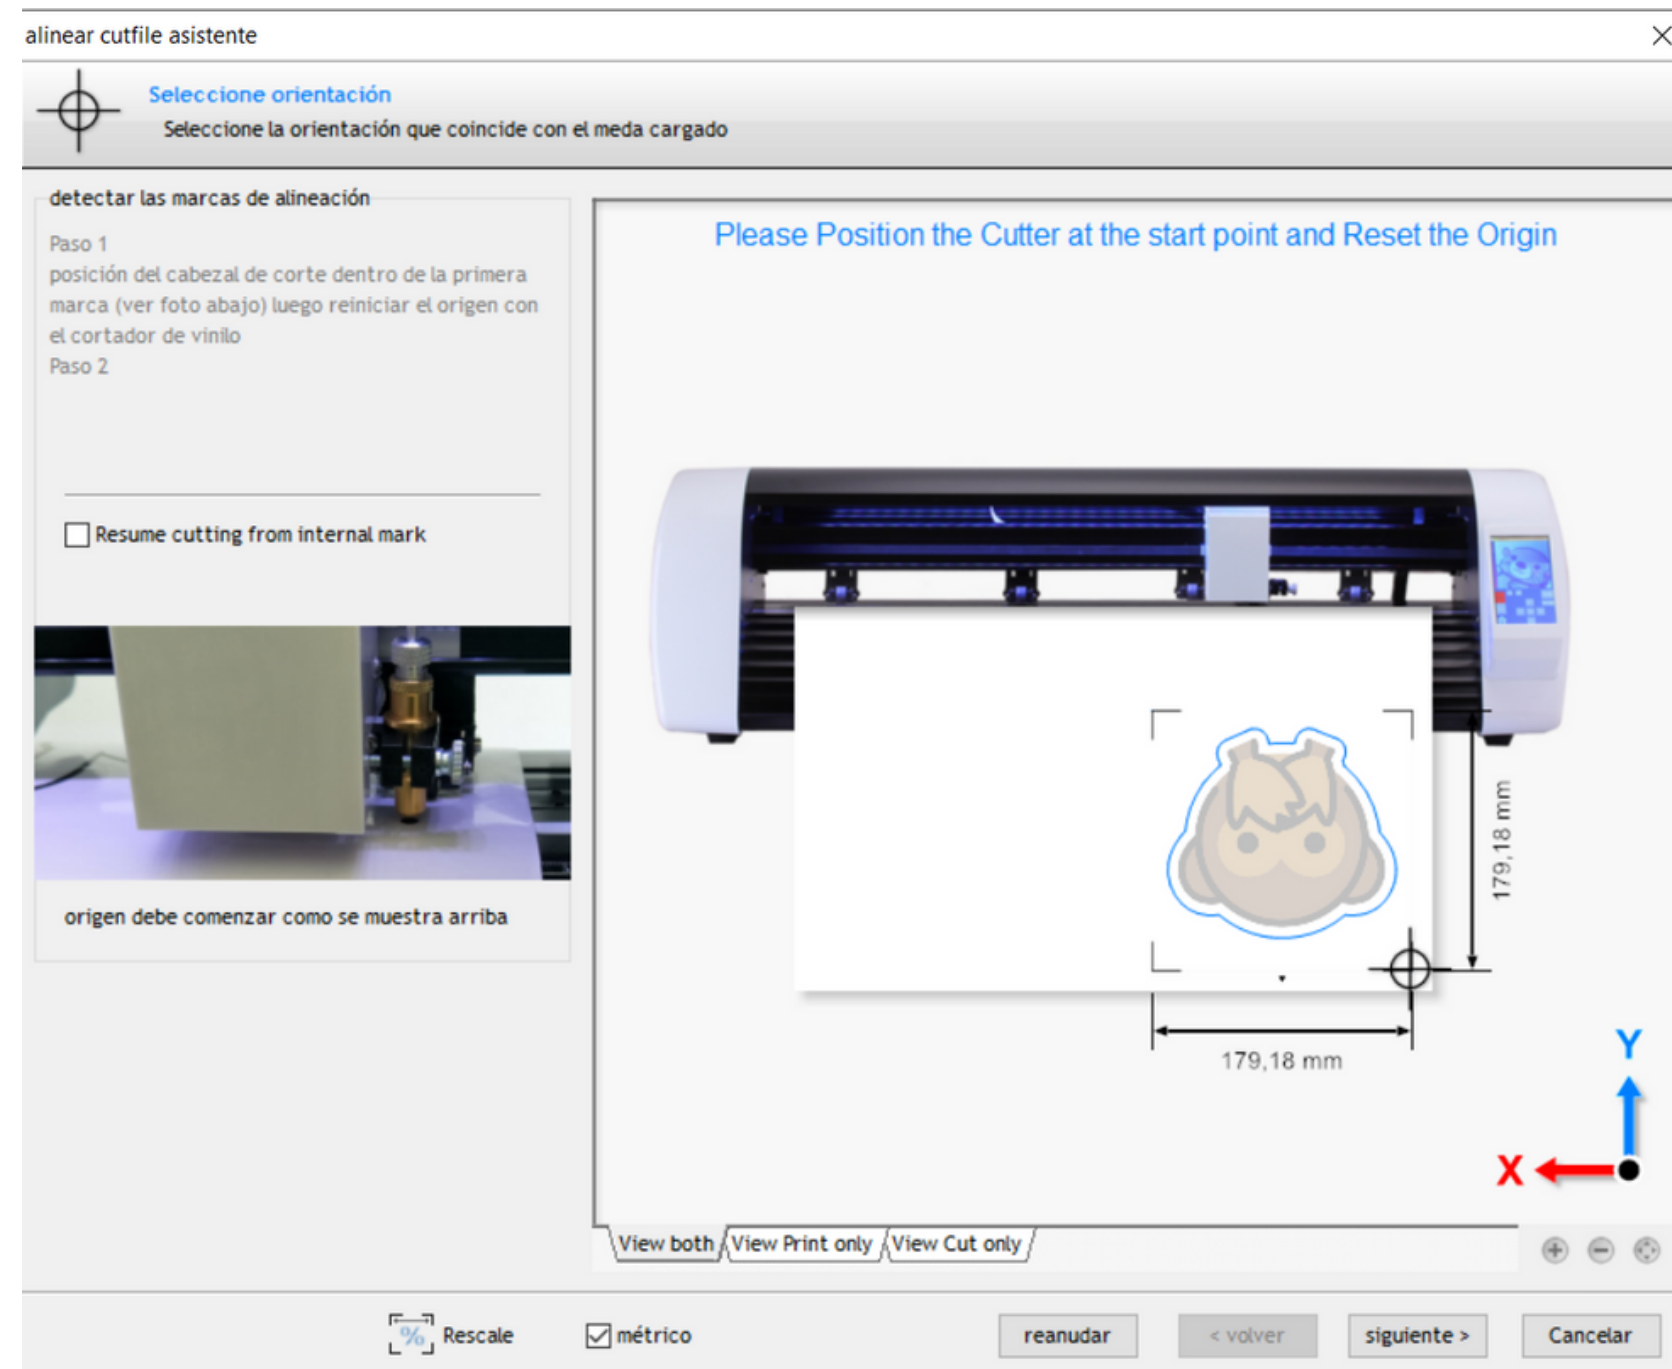 alinear cutfile asistente
Seleccione orientación
Seleccione la orientación que coincide con el meda cargado
detectar las marcas de alineación
Paso 1
posición del cabezal de corte dentro de la primera
marca (ver foto abajo) luego reiniciar el origen con
el cortador de vinilo
Paso 2
Resume cutting from internal mark
origen debe comenzar como se muestra arriba
Please Position the Cutter at the start point and Reset the Origin
179,18 mm
179,18 mm
Y
X
View both
View Print only
View Cut only
% Rescale
métrico
reanudar
< volver
siguiente >
Cancelar